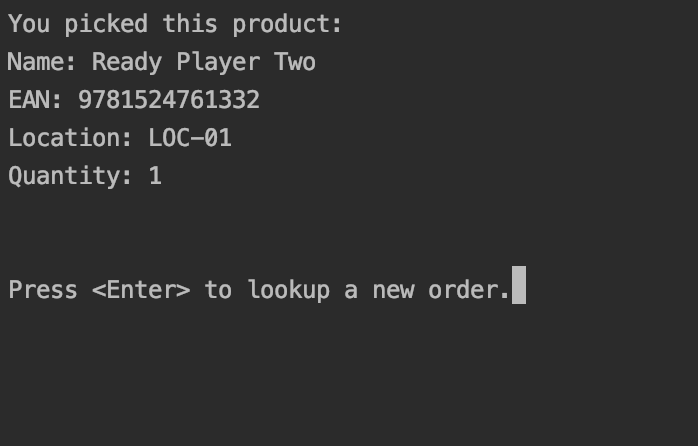 You picked this product:
Name: Ready Player Two
EAN: 9781524761332
Location: LOC-01
Quantity: 1
Press <Enter> to lookup a new order.